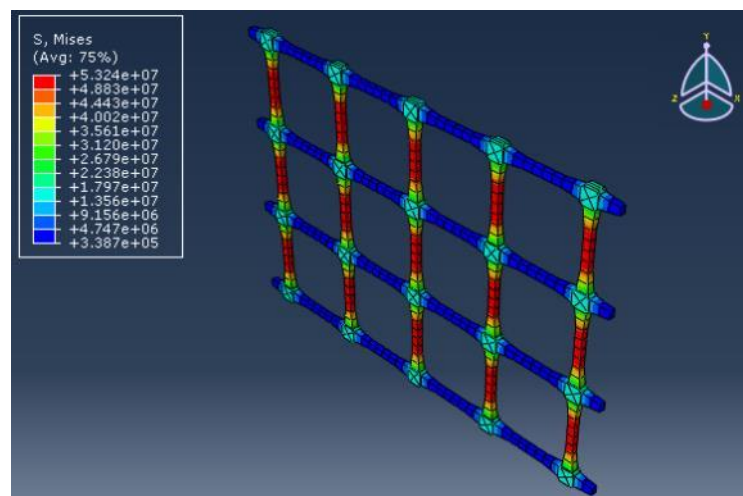 S, Mises
(Avg: 75%)
+5.324e+07
+4.883e+07
+4.443e+07
+4.002e+07
+3.561e+07
+3.120e+07
+2.679e+07
+2.238e+07
+1.797e+07
+1.356e+07
+9.156e+06
+4.747e+06
+3.387e+05
Y
Z
X